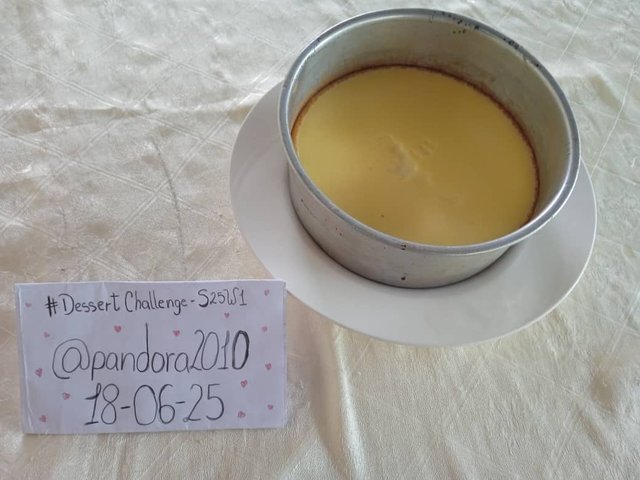 #Dessert Challenge - S25W1
@pandora2010
18-06-25